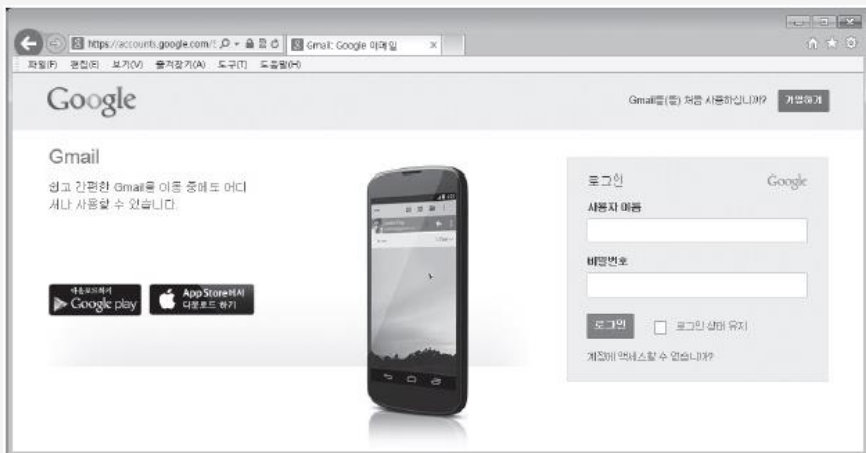 https://accounts.google.com/
Gmail: Google 이메일
파일(F) 편집(E) 보기(V) 즐겨찾기(A) 도구(T) 도움말(H)
Google
Gmail을(를) 처음 사용하십니까? 가입하기
Gmail
쉽고 간편한 Gmail을 이동 중에도 어디
서나 사용할 수 있습니다.
다운로드하기
Google play
App Store에서
다운로드 하기
로그인 Google
사용자 이름
비밀번호
로그인 로그인 상태 유지
계정에 액세스할 수 없습니까?